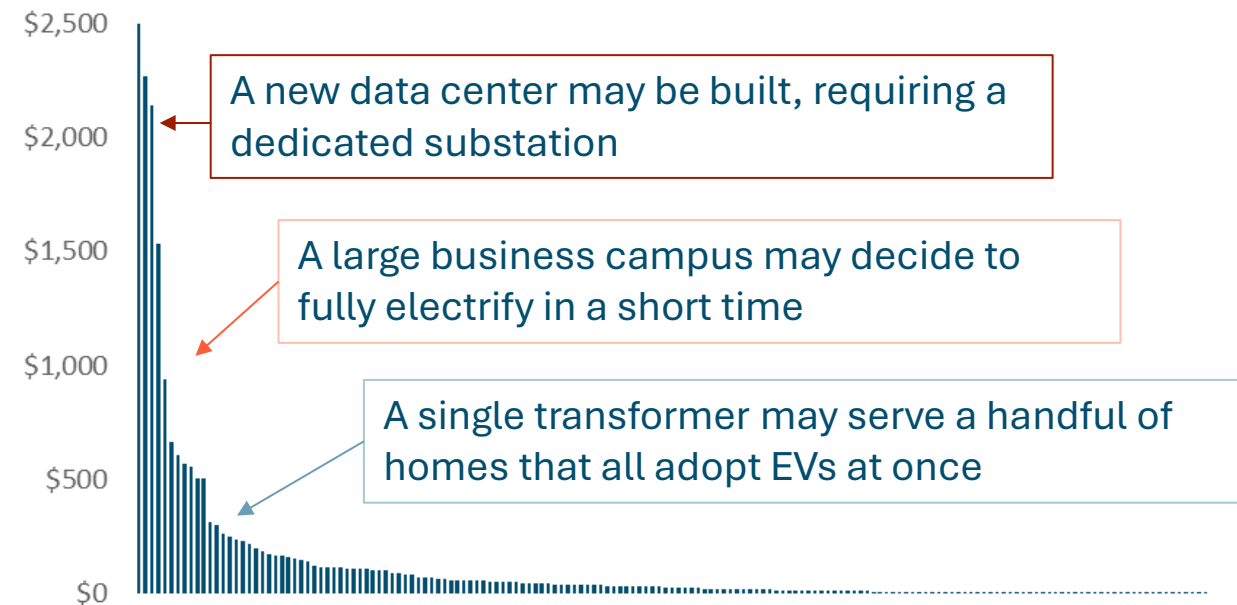 $2,500
A new data center may be built, requiring a
dedicated substation
$2,000
$1,500
A large business campus may decide to
fully electrify in a short time
$1,000
A single transformer may serve a handful of
homes that all adopt EVs at once
$500
$0